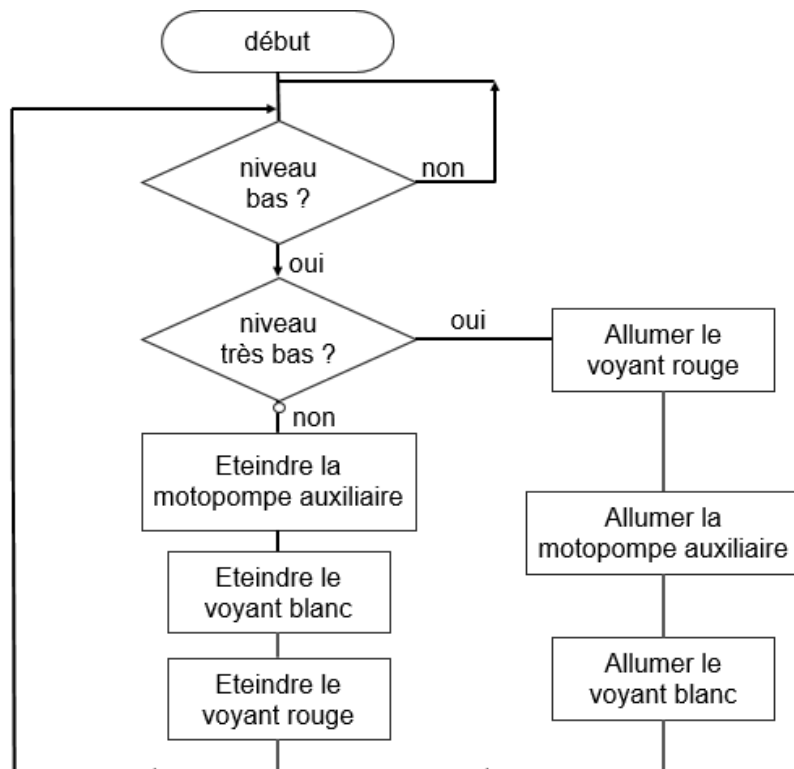 début
niveau
bas ?
non
oui
niveau
très bas ?
oui
non
Allumer le
voyant rouge
Eteindre la
motopompe auxiliaire
Allumer la
motopompe auxiliaire
Eteindre le
voyant blanc
Allumer le
voyant blanc
Eteindre le
voyant rouge